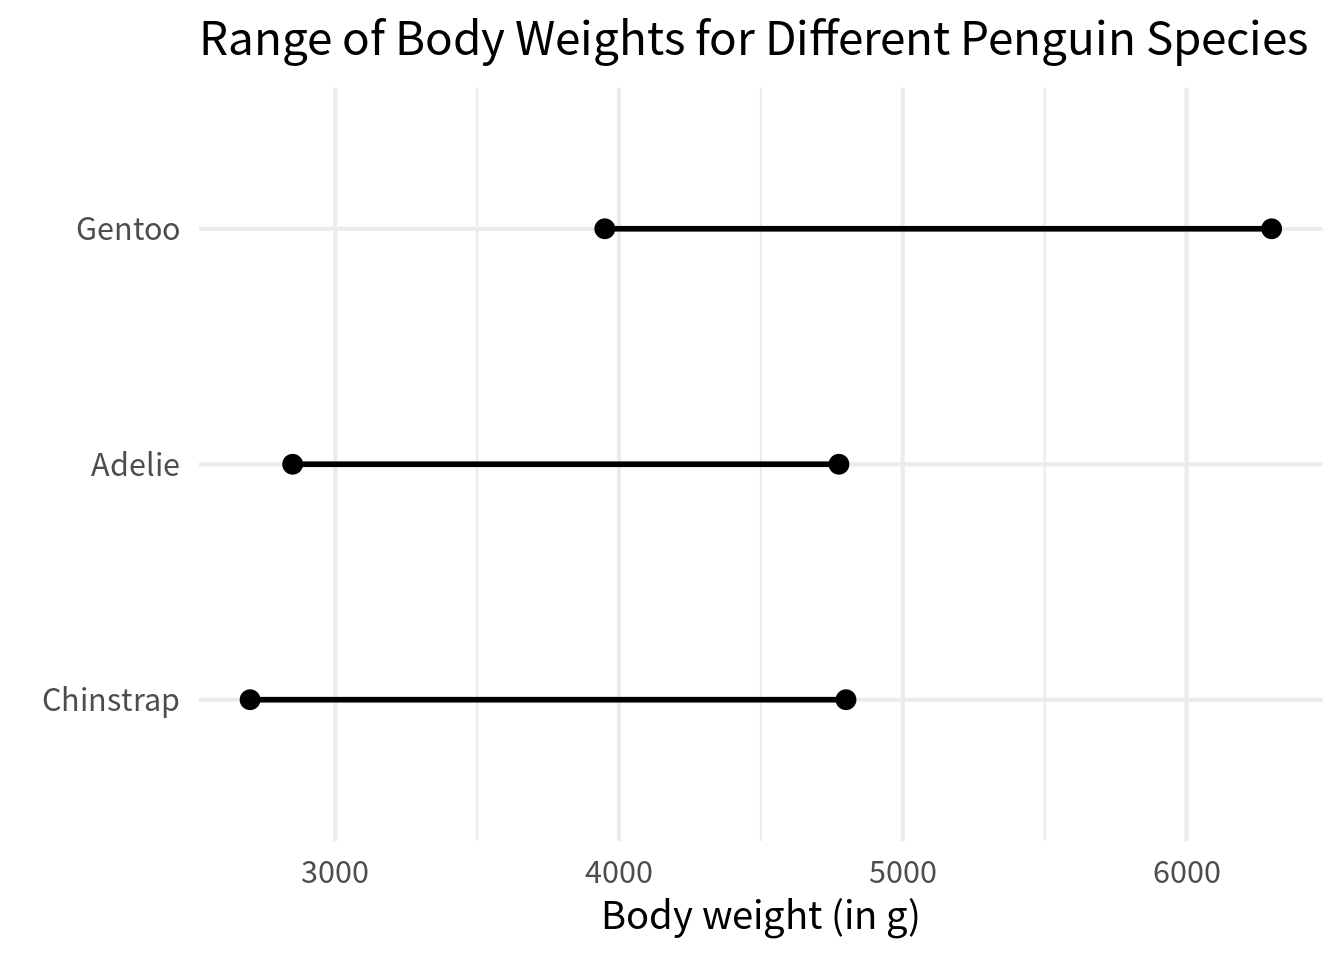 Range of Body Weights for Different Penguin Species
Gentoo
Adelie
Chinstrap
3000 4000 5000 6000
Body weight (in g)